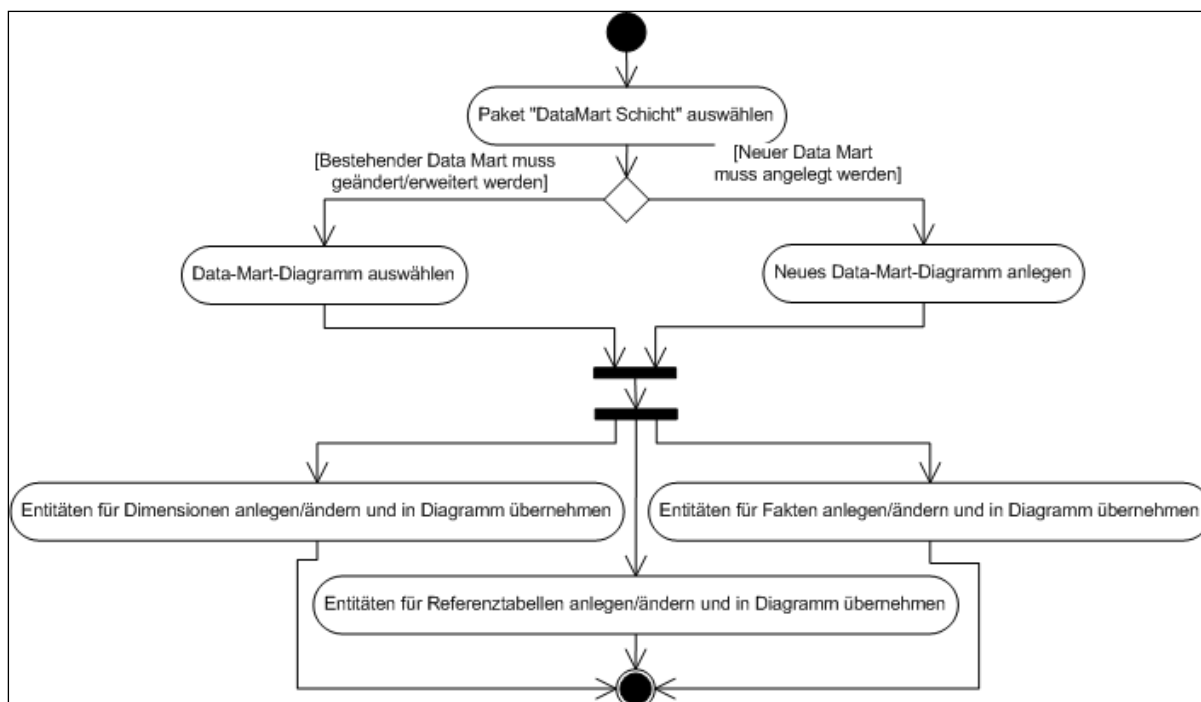 Paket "DataMart Schicht" auswählen
[Bestehender Data Mart muss
geändert/erweitert werden]
[Neuer Data Mart
muss angelegt werden]
Data-Mart-Diagramm auswählen
Neues Data-Mart-Diagramm anlegen
Entitäten für Dimensionen anlegen/ändern und in Diagramm übernehmen
Entitäten für Fakten anlegen/ändern und in Diagramm übernehmen
Entitäten für Referenztabellen anlegen/ändern und in Diagramm übernehmen